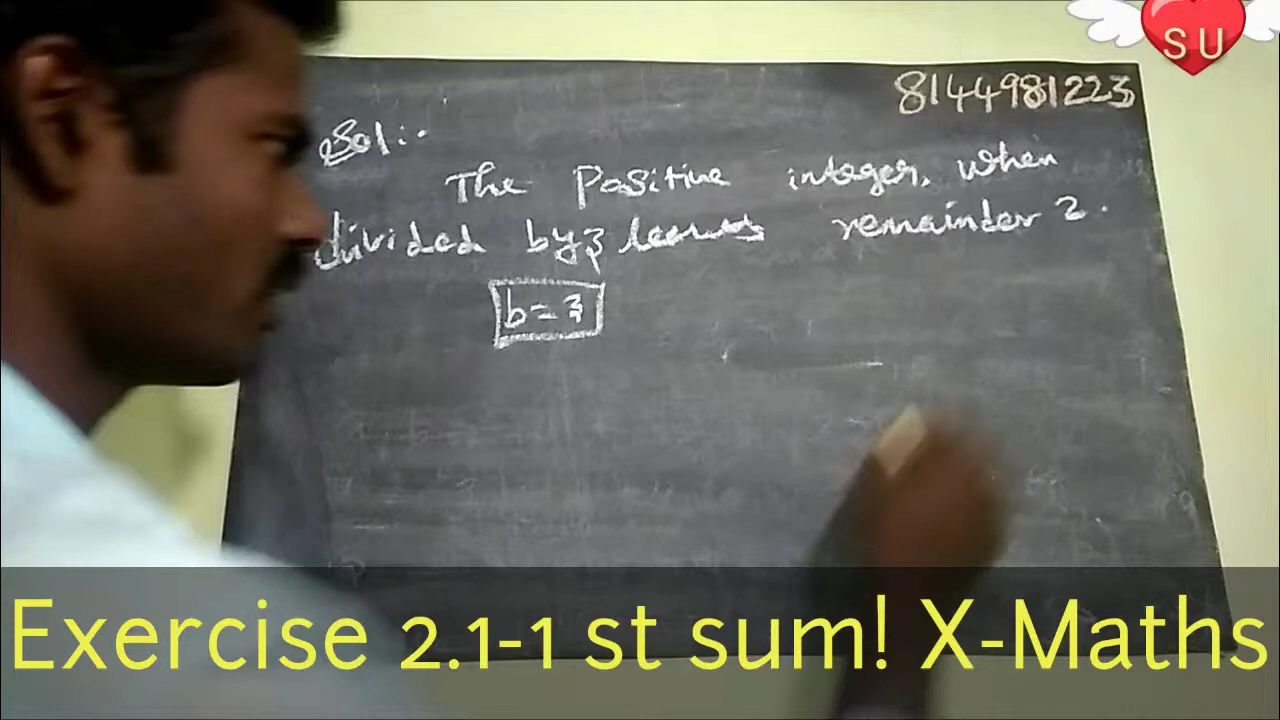 S U
8144981223
Sol:-
The Positive integer, when
divided by 3 leaves remainder 2.
b = 3
Exercise 2.1-1 st sum! X-Maths